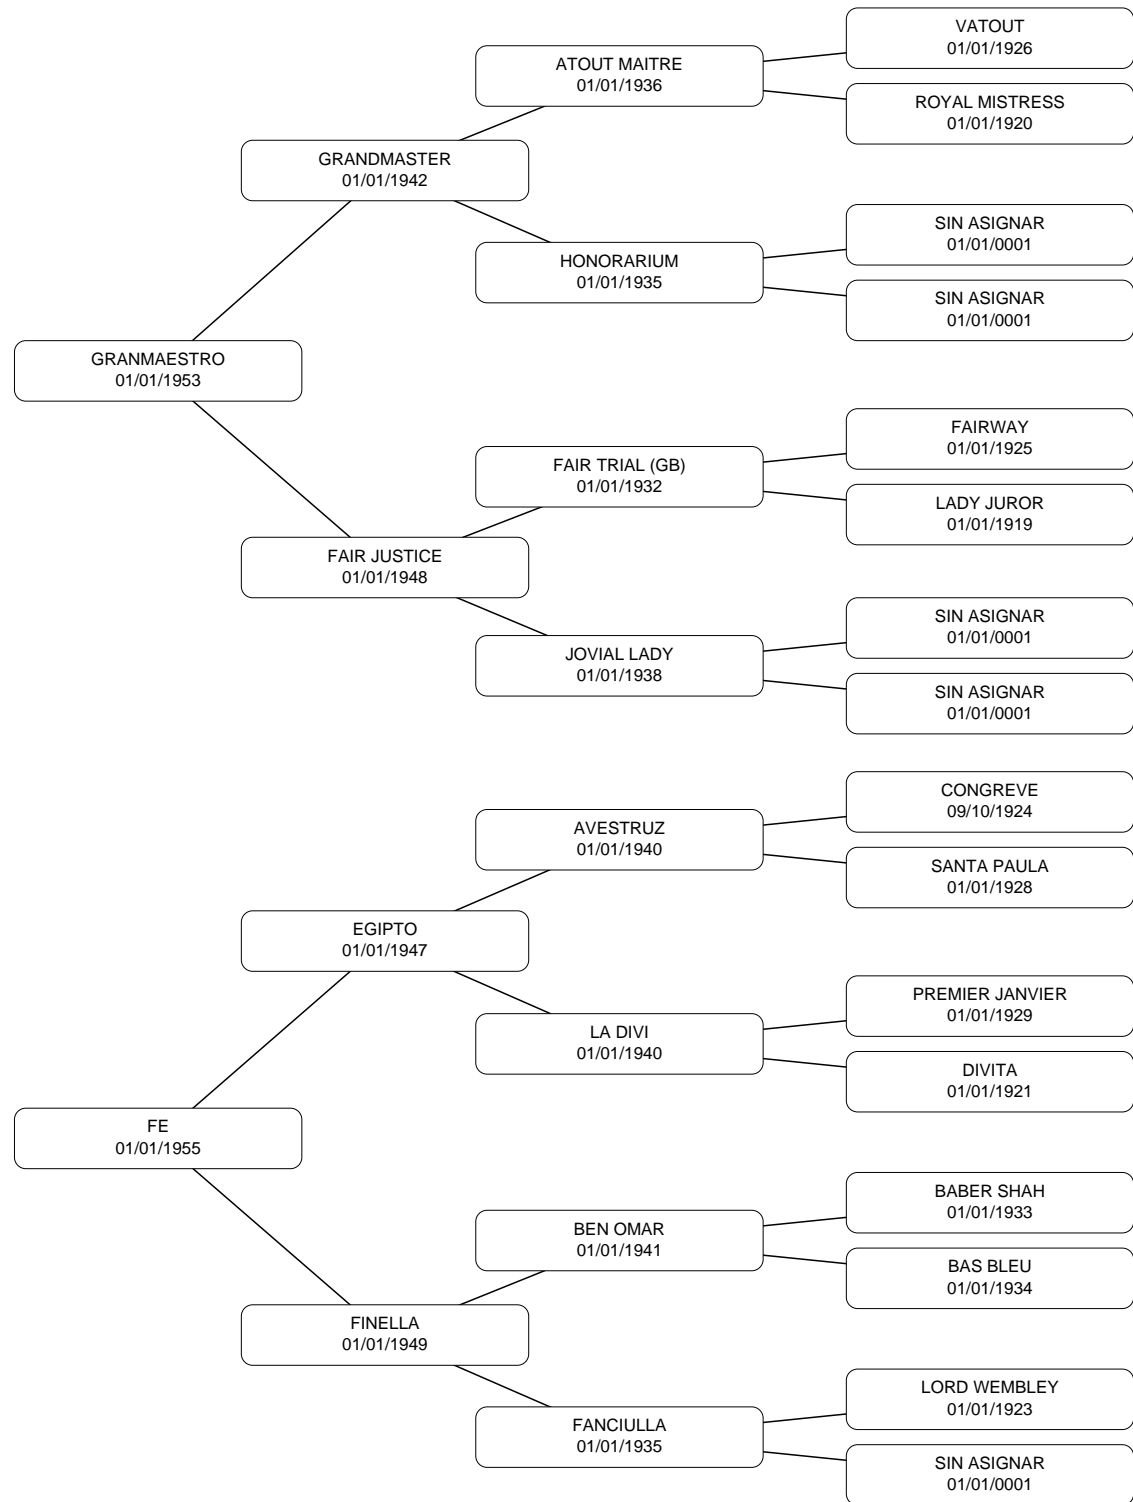 VATOUT
01/01/1926
ATOUT MAITRE
01/01/1936
ROYAL MISTRESS
01/01/1920
GRANDMASTER
01/01/1942
SIN ASIGNAR
01/01/0001
HONORARIUM
01/01/1935
SIN ASIGNAR
01/01/0001
GRANMAESTRO
01/01/1953
FAIRWAY
01/01/1925
FAIR TRIAL (GB)
01/01/1932
LADY JUROR
01/01/1919
FAIR JUSTICE
01/01/1948
SIN ASIGNAR
01/01/0001
JOVIAL LADY
01/01/1938
SIN ASIGNAR
01/01/0001
CONGREVE
09/10/1924
AVESTRUZ
01/01/1940
SANTA PAULA
01/01/1928
EGIPTO
01/01/1947
PREMIER JANVIER
01/01/1929
LA DIVI
01/01/1940
DIVITA
01/01/1921
FE
01/01/1955
BABER SHAH
01/01/1933
BEN OMAR
01/01/1941
BAS BLEU
01/01/1934
FINELLA
01/01/1949
LORD WEMBLEY
01/01/1923
FANCIULLA
01/01/1935
SIN ASIGNAR
01/01/0001